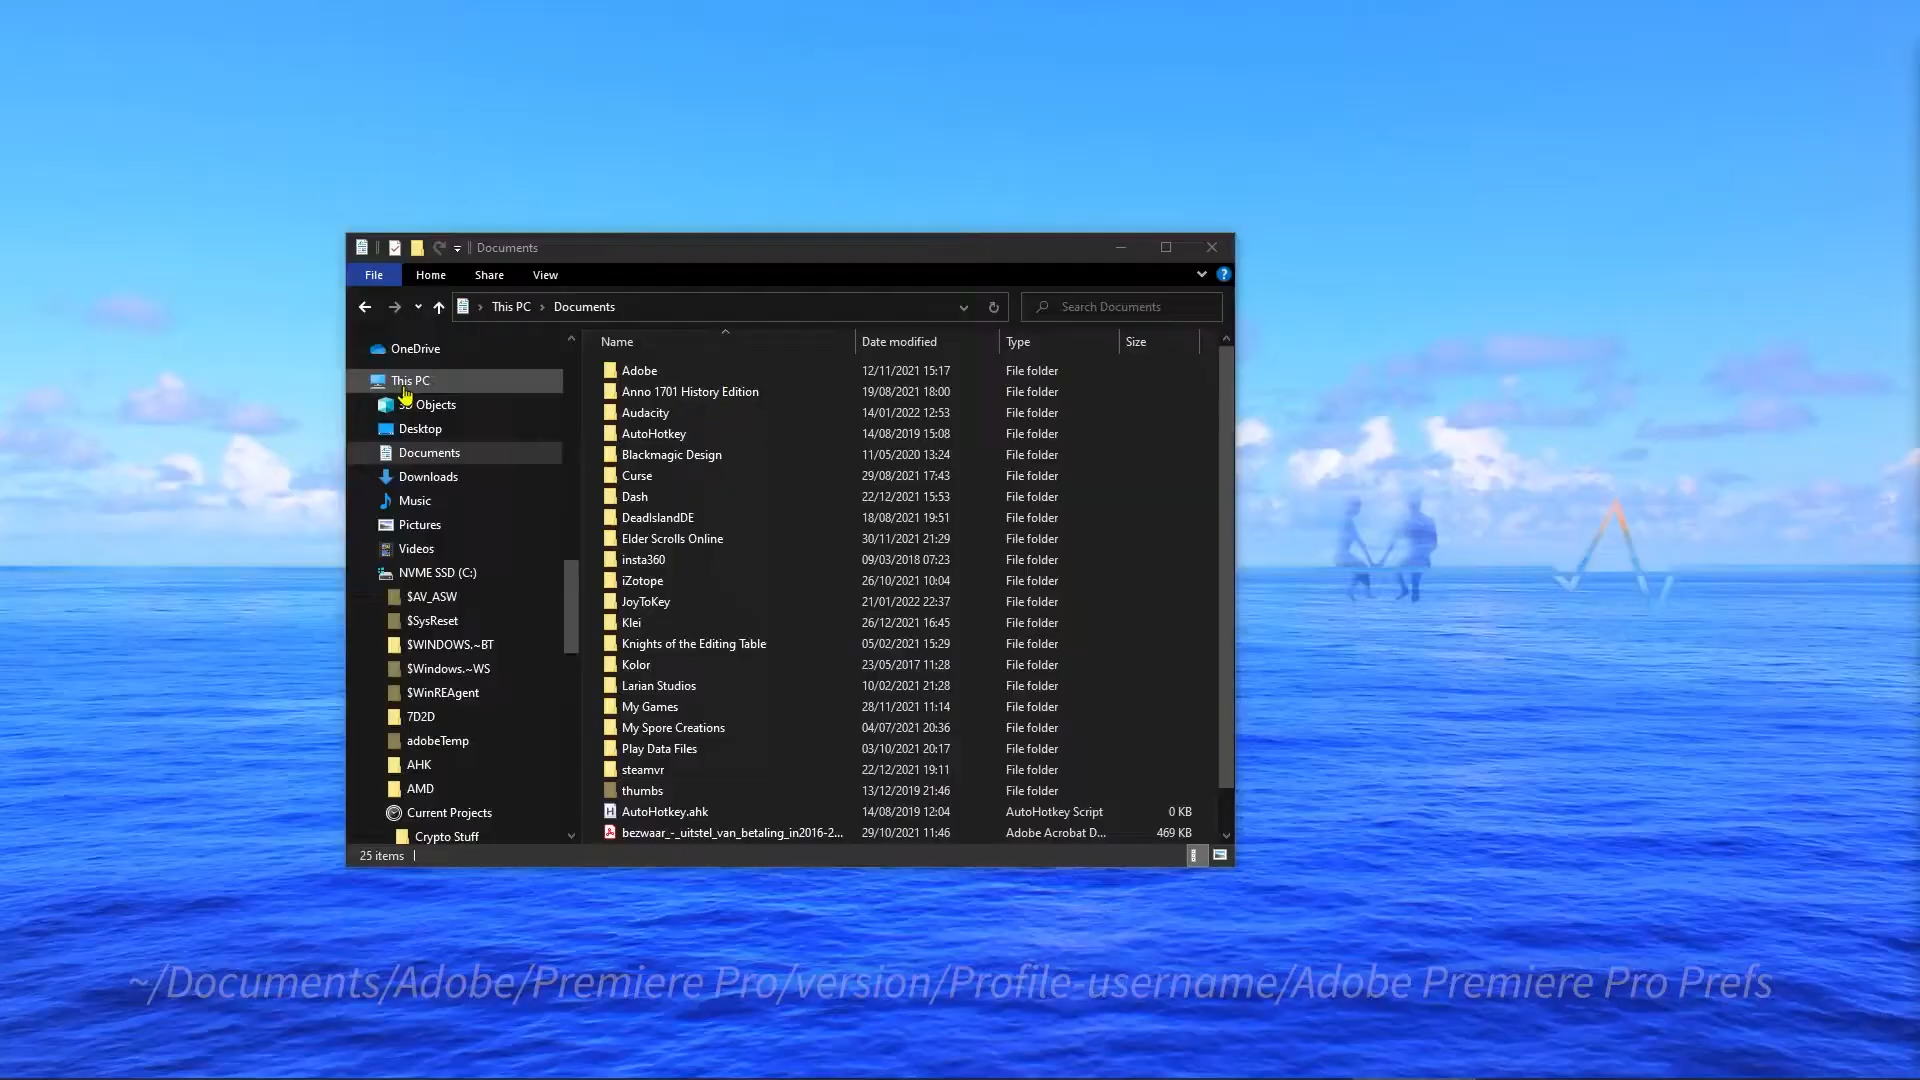 Documents
File Home Share View
This PC › Documents
Search Documents
OneDrive
This PC
3D Objects
Desktop
Documents
Downloads
Music
Pictures
Videos
NVME SSD (C:)
$AV_ASW
$SysReset
$WINDOWS.~BT
$Windows.~WS
$WinREAgent
7D2D
adobeTemp
AHK
AMD
Current Projects
Crypto Stuff
Name Date modified Type Size
Adobe 12/11/2021 15:17 File folder
Anno 1701 History Edition 19/08/2021 18:00 File folder
Audacity 14/01/2022 12:53 File folder
AutoHotkey 14/08/2019 15:08 File folder
Blackmagic Design 11/05/2020 13:24 File folder
Curse 29/08/2021 17:43 File folder
Dash 22/12/2021 15:53 File folder
DeadIslandDE 18/08/2021 19:51 File folder
Elder Scrolls Online 30/11/2021 21:29 File folder
insta360 09/03/2018 07:23 File folder
iZotope 26/10/2021 10:04 File folder
JoyToKey 21/01/2022 22:37 File folder
Klei 26/12/2021 16:45 File folder
Knights of the Editing Table 05/02/2021 15:29 File folder
Kolor 23/05/2017 11:28 File folder
Larian Studios 10/02/2021 21:28 File folder
My Games 28/11/2021 11:14 File folder
My Spore Creations 04/07/2021 20:36 File folder
Play Data Files 03/10/2021 20:17 File folder
steamvr 22/12/2021 19:11 File folder
thumbs 13/12/2019 21:46 File folder
AutoHotkey.ahk 14/08/2019 12:04 AutoHotkey Script 0 KB
bezwaar_-_uitstel_van_betaling_in2016-2... 29/10/2021 11:46 Adobe Acrobat D... 469 KB
25 items
~/Documents/Adobe/Premiere Pro/version/Profile-username/Adobe Premiere Pro Prefs